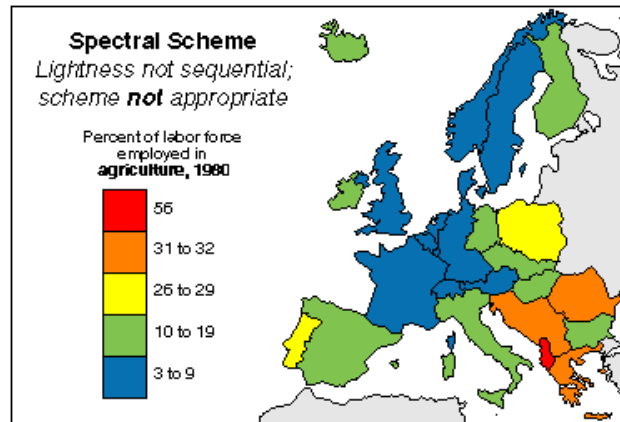 Spectral Scheme
Lightness not sequential;
scheme not appropriate
Percent of labor force
employed in
agriculture, 1980
56
31 to 32
26 to 29
10 to 19
3 to 9